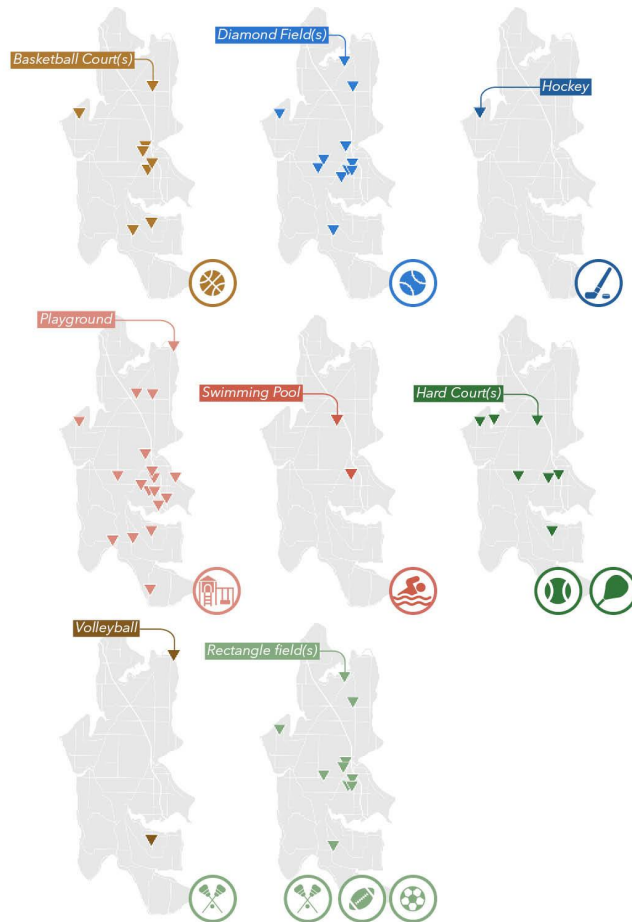 Diamond Field(s)
Basketball Court(s)
Hockey
Playground
Swimming Pool
Hard Court(s)
Volleyball
Rectangle field(s)